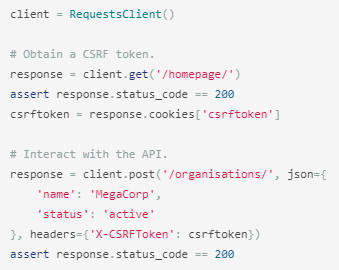 client = RequestsClient()
# Obtain a CSRF token.
response = client.get('/homepage/')
assert response.status_code == 200
csrftoken = response.cookies['csrftoken']
# Interact with the API.
response = client.post('/organisations/', json={
    'name': 'MegaCorp',
    'status': 'active'
}, headers={'X-CSRFToken': csrftoken})
assert response.status_code == 200